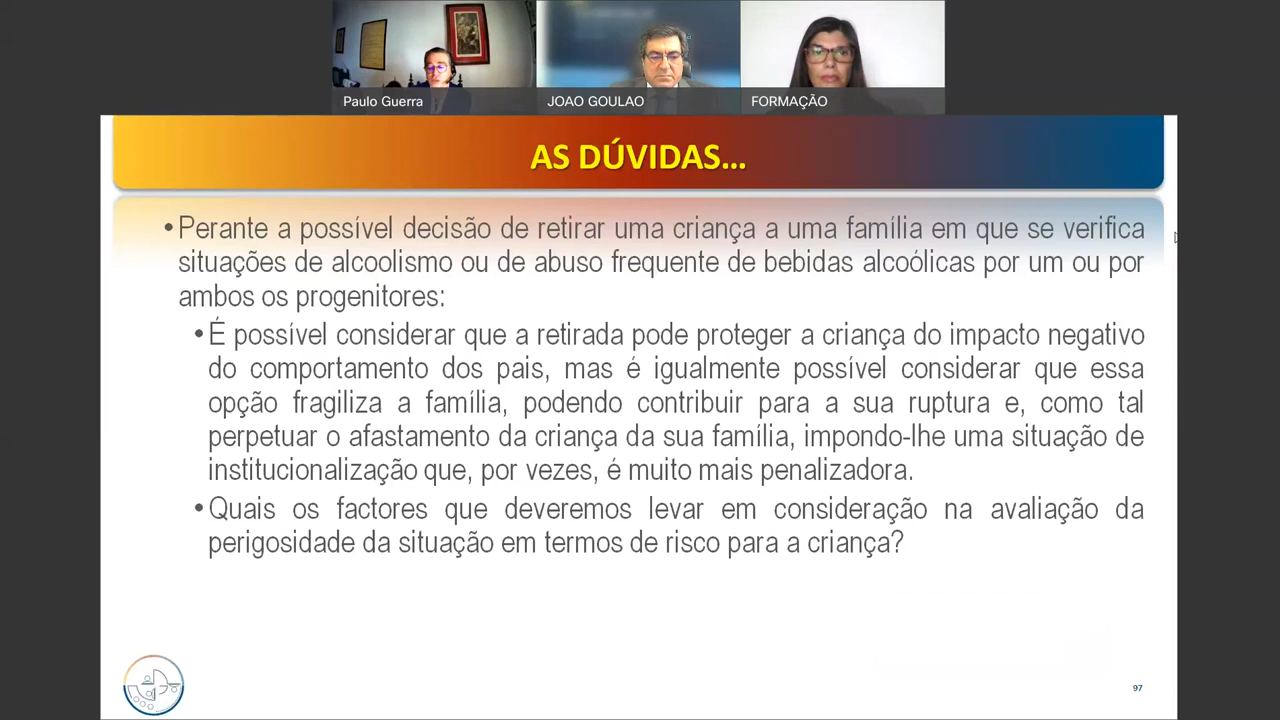 Paulo Guerra
JOAO GOULAO
FORMAÇÃO
AS DÚVIDAS...
• Perante a possível decisão de retirar uma criança a uma família em que se verifica
situações de alcoolismo ou de abuso frequente de bebidas alcoólicas por um ou por
ambos os progenitores:
• É possível considerar que a retirada pode proteger a criança do impacto negativo
do comportamento dos pais, mas é igualmente possível considerar que essa
opção fragiliza a família, podendo contribuir para a sua ruptura e, como tal
perpetuar o afastamento da criança da sua família, impondo-lhe uma situação de
institucionalização que, por vezes, é muito mais penalizadora.
• Quais os factores que deveremos levar em consideração na avaliação da
perigosidade da situação em termos de risco para a criança?
97